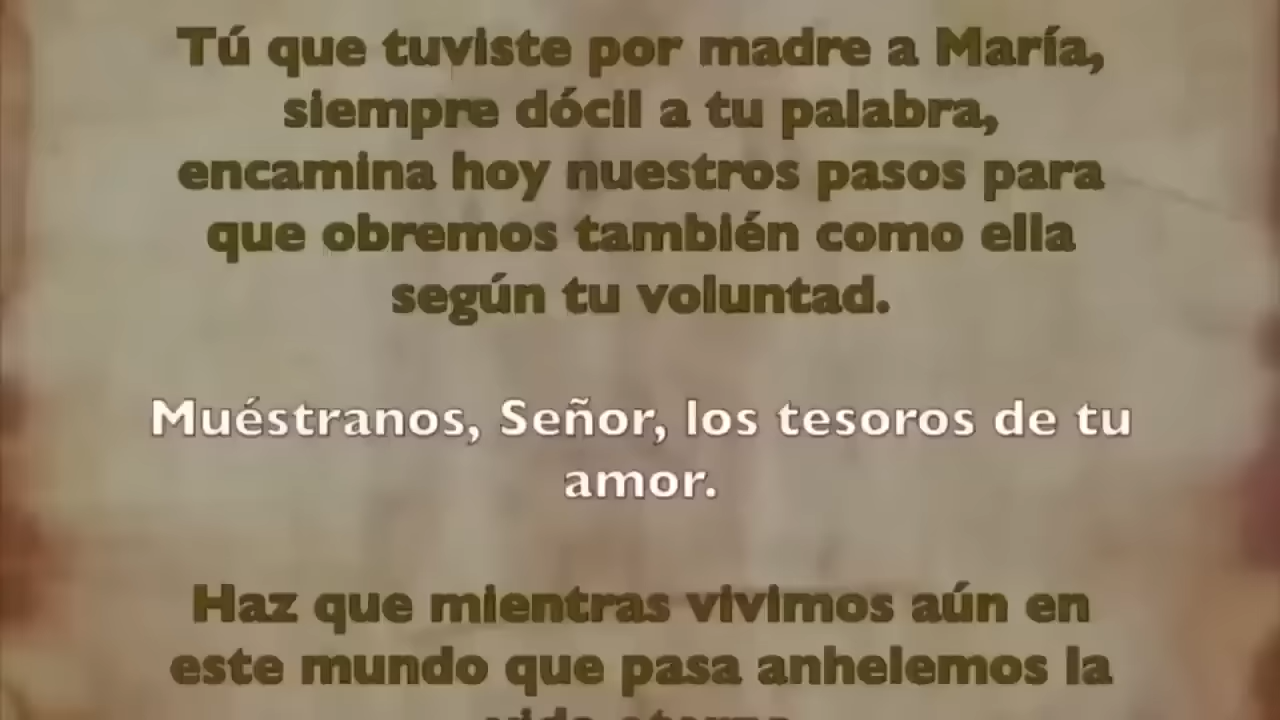 Tú que tuviste por madre a María,
siempre dócil a tu palabra,
encamina hoy nuestros pasos para
que obremos también como ella
según tu voluntad.
Muéstranos, Señor, los tesoros de tu
amor.
Haz que mientras vivimos aún en
este mundo que pasa anhelemos la